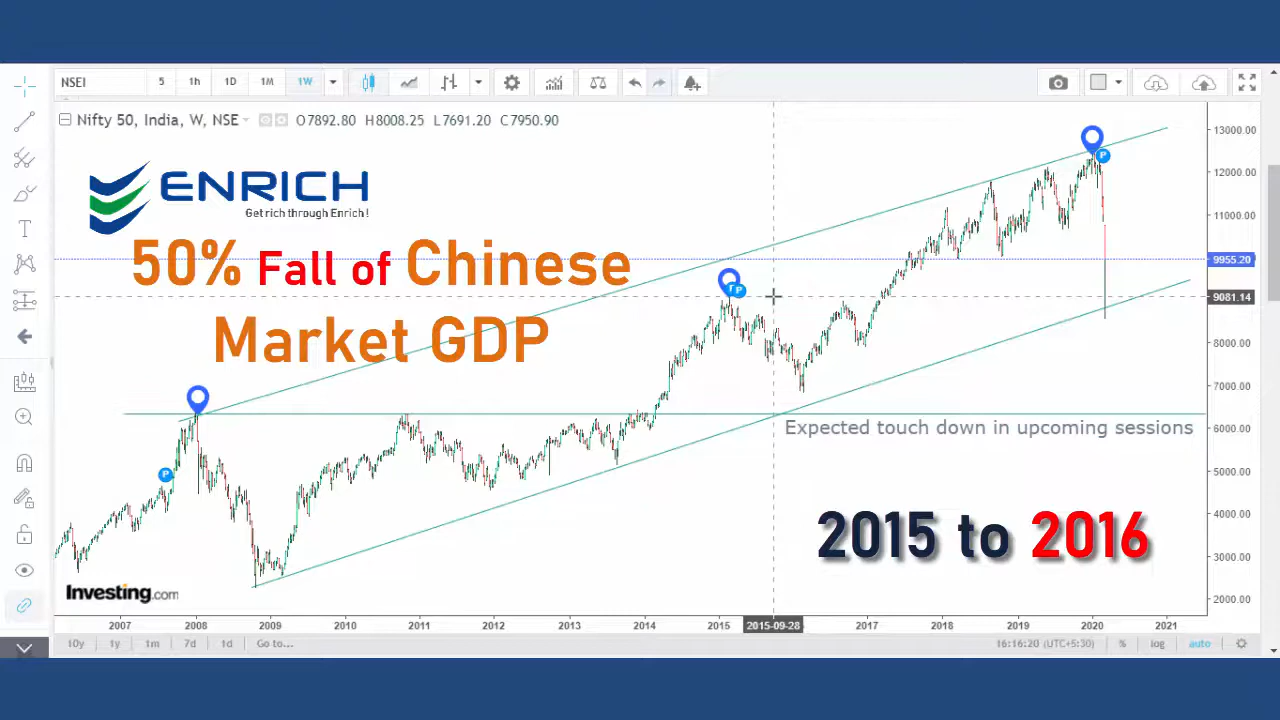 NSEI 5 1h 1D 1M 1W
Nifty 50, India, W, NSE O7892.80 H8008.25 L7691.20 C7950.90
ENRICH
Get rich through Enrich!
50% Fall of Chinese
Market GDP
P
P
T P
Expected touch down in upcoming sessions
2015 to 2016
Investing.com
13000.00
12000.00
11000.00
9955.20
9081.14
8000.00
7000.00
6000.00
5000.00
4000.00
3000.00
2000.00
2007 2008 2009 2010 2011 2012 2013 2014 2015 2015-09-28 2017 2018 2019 2020 2021
10y 1y 1m 7d 1d Go to... 16:16:20 (UTC+5:30) % log auto